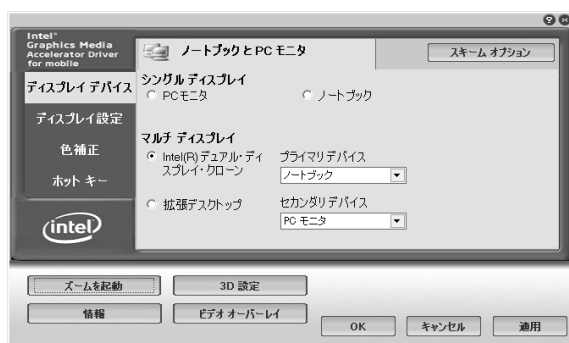 Intel®
Graphics Media
Accelerator Driver
for mobile
ノートブックとPC モニタ
スキーム オプション
ディスプレイ デバイス
ディスプレイ設定
色補正
ホット キー
intel
シングル ディスプレイ
PCモニタ
ノートブック
マルチ ディスプレイ
Intel(R) デュアル・ディ
スプレイ・クローン
プライマリ デバイス
ノートブック
拡張デスクトップ
セカンダリ デバイス
PC モニタ
ズームを起動
3D 設定
情報
ビデオ オーバーレイ
OK
キャンセル
適用